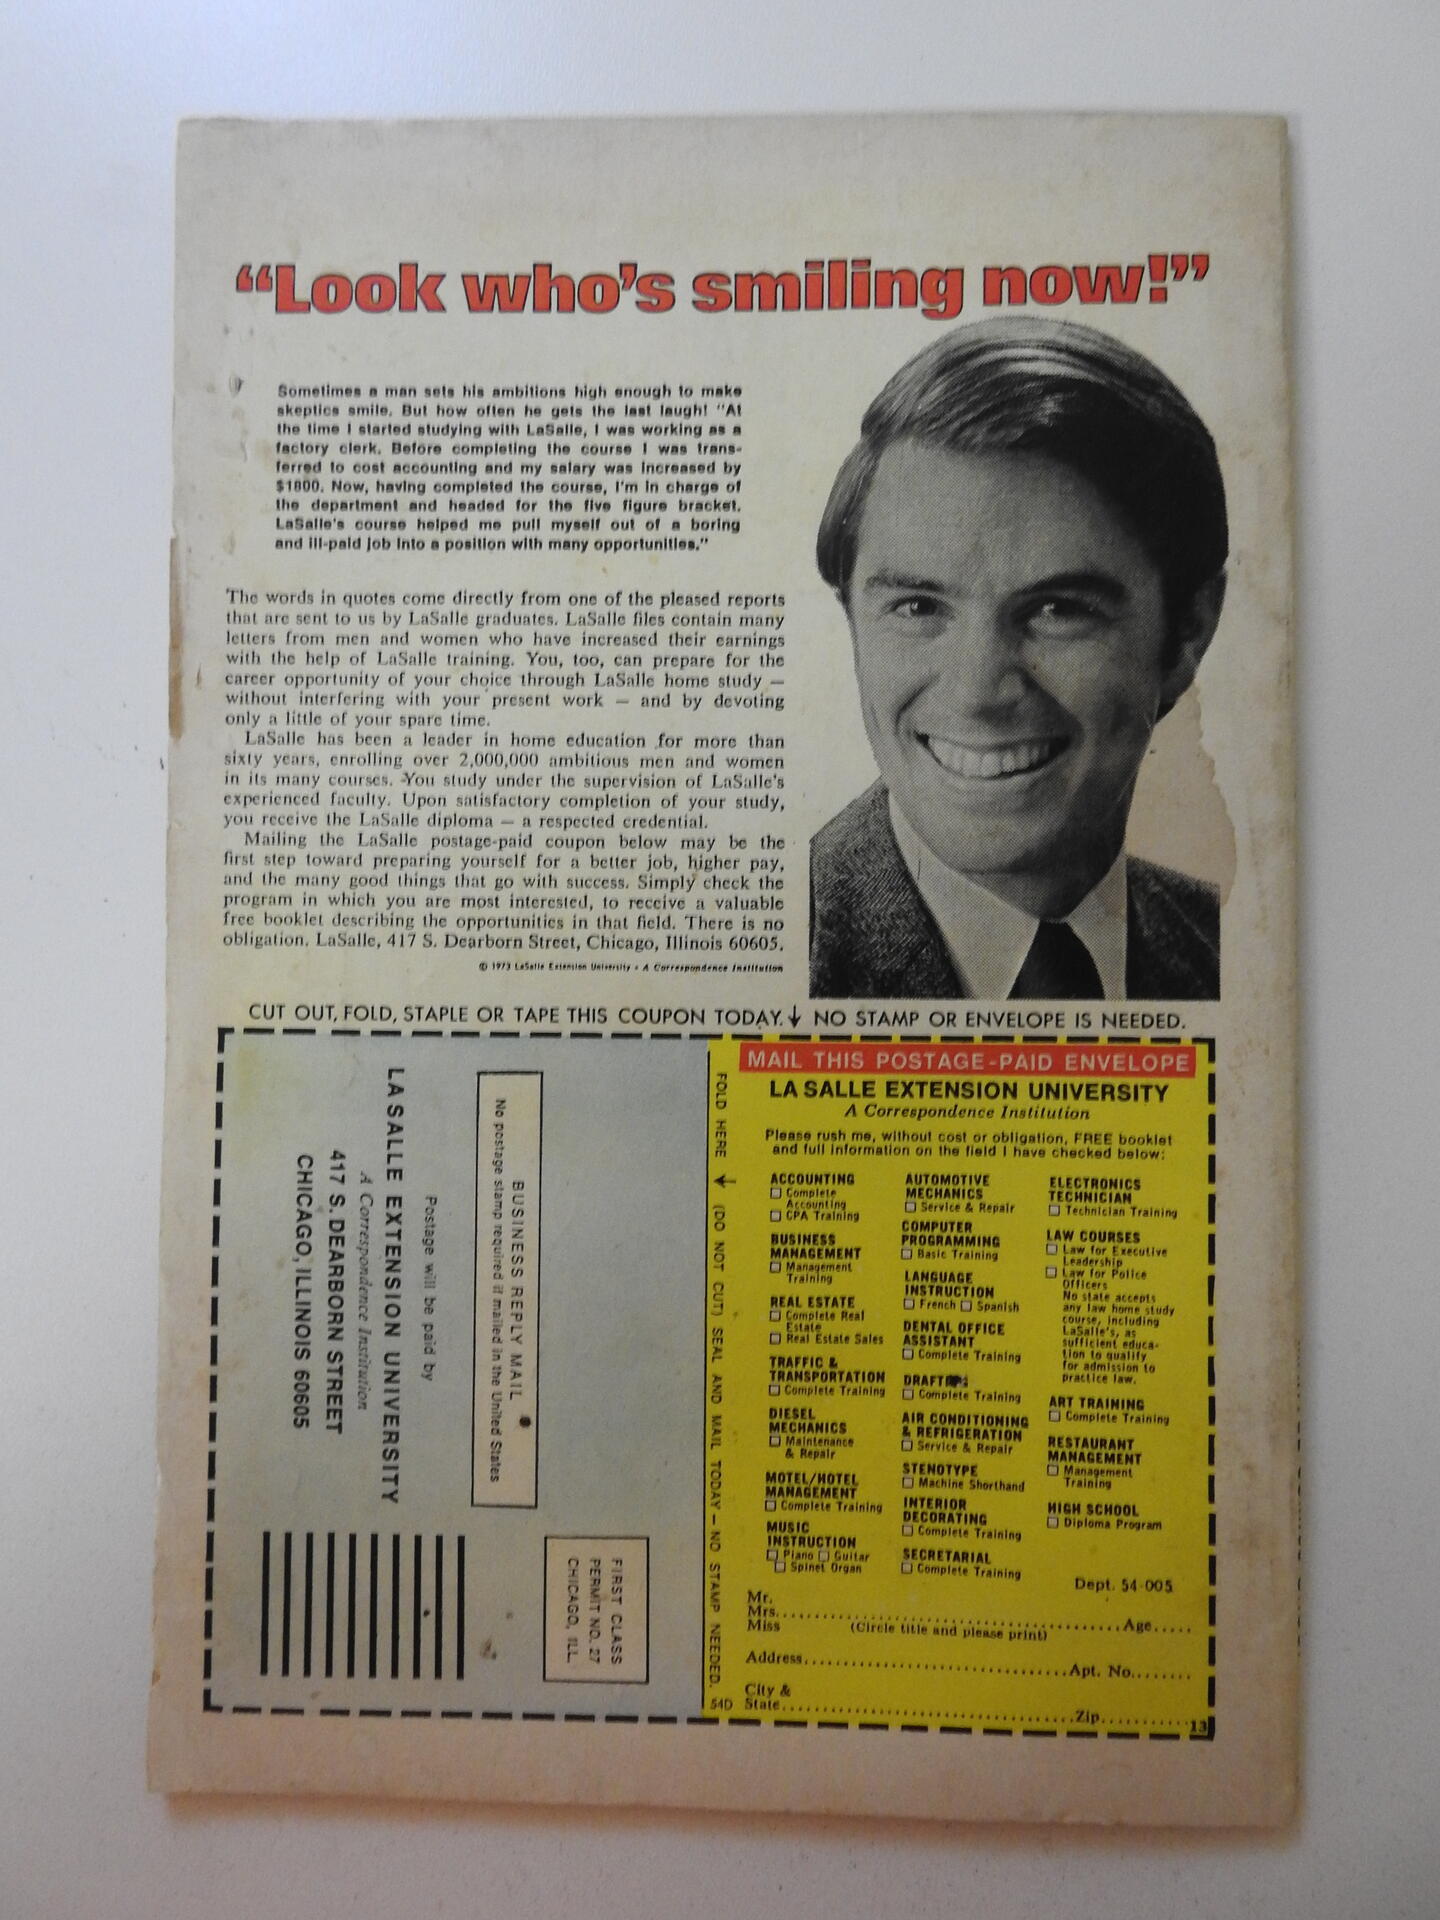 “Look who's smiling now!”
Sometimes a man sets his ambitions high enough to make
skeptics smile. But how often he gets the last laugh! "At
the time I started studying with LaSalle, I was working as a
factory clerk. Before completing the course I was trans-
ferred to cost accounting and my salary was increased by
$1800. Now, having completed the course, I'm in charge of
the department and headed for the five figure bracket.
LaSalle's course helped me pull myself out of a boring
and ill-paid job into a position with many opportunities."
The words in quotes come directly from one of the pleased reports
that are sent to us by LaSalle graduates. LaSalle files contain many
letters from men and women who have increased their earnings
with the help of LaSalle training. You, too, can prepare for the
career opportunity of your choice through LaSalle home study —
without interfering with your present work — and by devoting
only a little of your spare time.
LaSalle has been a leader in home education for more than
sixty years, enrolling over 2,000,000 ambitious men and women
in its many courses. You study under the supervision of LaSalle's
experienced faculty. Upon satisfactory completion of your study,
you receive the LaSalle diploma — a respected credential.
Mailing the LaSalle postage-paid coupon below may be the
first step toward preparing yourself for a better job, higher pay,
and the many good things that go with success. Simply check the
program in which you are most interested, to receive a valuable
free booklet describing the opportunities in that field. There is no
obligation. LaSalle, 417 S. Dearborn Street, Chicago, Illinois 60605.
© 1973 LaSalle Extension University • A Correspondence Institution
CUT OUT, FOLD, STAPLE OR TAPE THIS COUPON TODAY. ↓ NO STAMP OR ENVELOPE IS NEEDED.
FIRST CLASS
PERMIT NO. 27
CHICAGO, ILL.
BUSINESS REPLY MAIL
No postage stamp required if mailed in the United States
Postage will be paid by
LA SALLE EXTENSION UNIVERSITY
A Correspondence Institution
417 S. DEARBORN STREET
CHICAGO, ILLINOIS 60605
FOLD HERE ↓ (DO NOT CUT) SEAL AND MAIL TODAY — NO STAMP NEEDED.
54D
MAIL THIS POSTAGE-PAID ENVELOPE
LA SALLE EXTENSION UNIVERSITY
A Correspondence Institution
Please rush me, without cost or obligation, FREE booklet
and full information on the field I have checked below:
ACCOUNTING
☐ Complete
Accounting
☐ CPA Training
BUSINESS
MANAGEMENT
☐ Management
Training
REAL ESTATE
☐ Complete Real
Estate
☐ Real Estate Sales
TRAFFIC &
TRANSPORTATION
☐ Complete Training
DIESEL
MECHANICS
☐ Maintenance
& Repair
MOTEL/HOTEL
MANAGEMENT
☐ Complete Training
MUSIC
INSTRUCTION
☐ Piano ☐ Guitar
☐ Spinet Organ
AUTOMOTIVE
MECHANICS
☐ Service & Repair
COMPUTER
PROGRAMMING
☐ Basic Training
LANGUAGE
INSTRUCTION
☐ French ☐ Spanish
DENTAL OFFICE
ASSISTANT
☐ Complete Training
DRAFTING
☐ Complete Training
AIR CONDITIONING
& REFRIGERATION
☐ Service & Repair
STENOTYPE
☐ Machine Shorthand
INTERIOR
DECORATING
☐ Complete Training
SECRETARIAL
☐ Complete Training
ELECTRONICS
TECHNICIAN
☐ Technician Training
LAW COURSES
☐ Law for Executive
Leadership
☐ Law for Police
Officers
No state accepts
any law home study
course, including
LaSalle's, as
sufficient educa-
tion to qualify
for admission to
practice law.
ART TRAINING
☐ Complete Training
RESTAURANT
MANAGEMENT
☐ Management
Training
HIGH SCHOOL
☐ Diploma Program
Dept. 54-005
Mr.
Mrs. Age
Miss (Circle title and please print)
Address Apt. No.
City &
State Zip
13